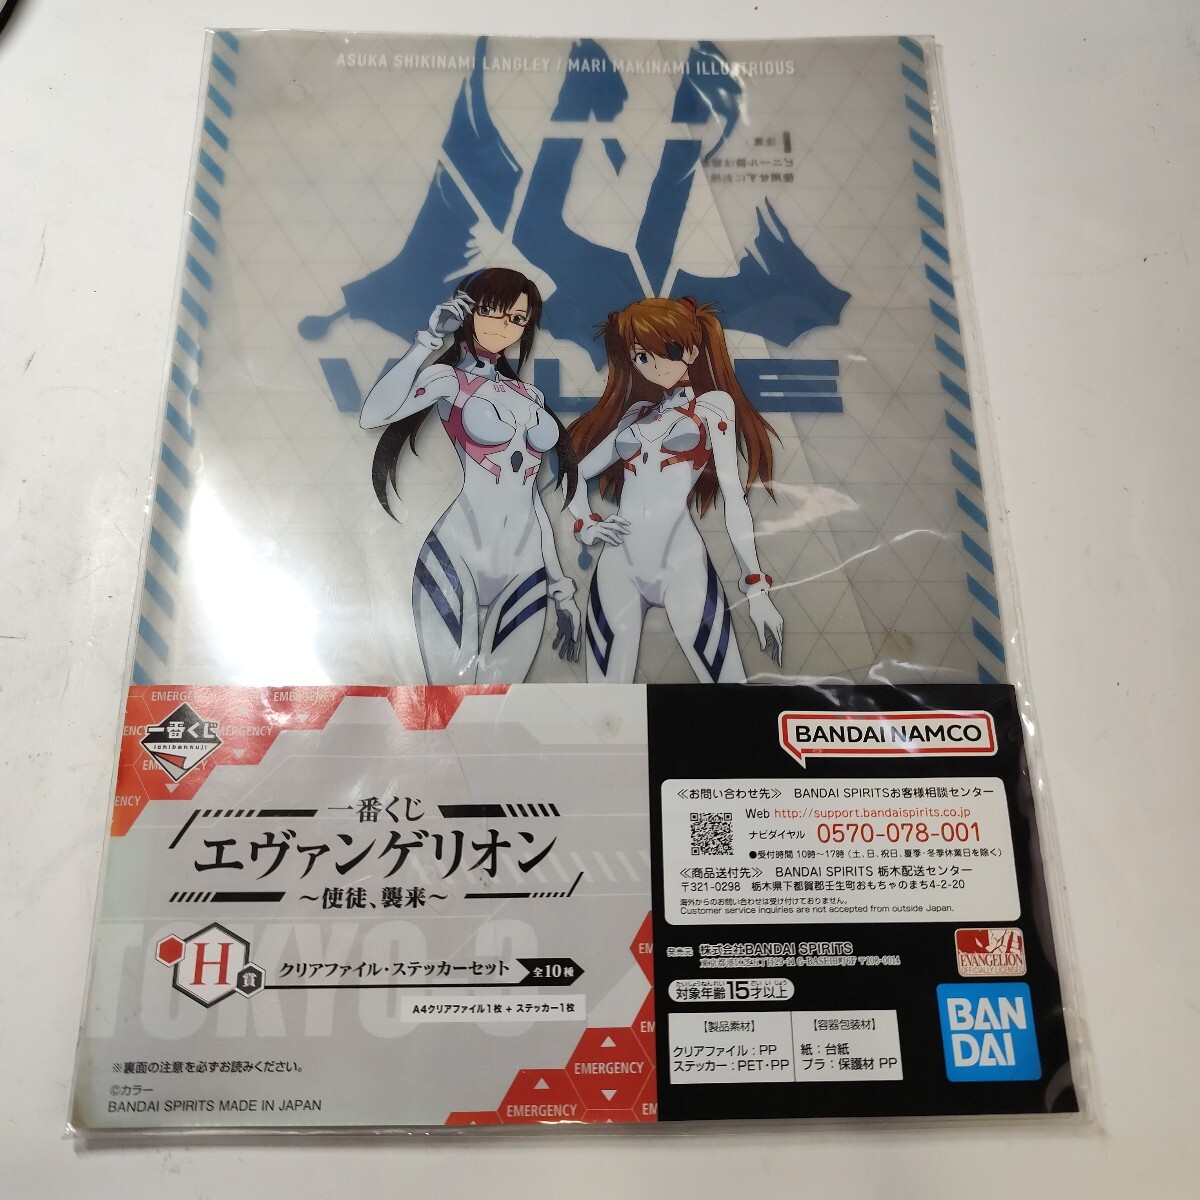 ASUKA SHIKINAMI LANGLEY / MARI MAKINAMI ILLUSTRIOUS
08
EMERGENCY
EMERGENCY
EMERGENCY
一番くじ
ichibankuji
一番くじ
エヴァンゲリオン
～使徒、襲来～
TOKYO-3
H賞
クリアファイル・ステッカーセット
全10種
A4クリアファイル1枚 + ステッカー1枚
EMERGENCY
EMERGENCY
※裏面の注意を必ずお読みください。
©カラー
BANDAI SPIRITS MADE IN JAPAN
BANDAI NAMCO
≪お問い合わせ先≫ BANDAI SPIRITSお客様相談センター
Web http://support.bandaispirits.co.jp
ナビダイヤル 0570-078-001
●受付時間 10時〜17時(土、日、祝日、夏季・冬季休業日を除く)
≪商品送付先≫ BANDAI SPIRITS 栃木配送センター
〒321-0298 栃木県下都賀郡壬生町おもちゃのまち4-2-20
海外からのお問い合わせは受け付けておりません。
Customer service inquiries are not accepted from outside Japan.
発売元 株式会社BANDAI SPIRITS
EVANGELION
OFFICIALLY LICENSED
対象年齢15才以上
【製品素材】
クリアファイル：PP
ステッカー：PET・PP
【容器包装材】
紙：台紙
プラ：保護材 PP
BAN
DAI